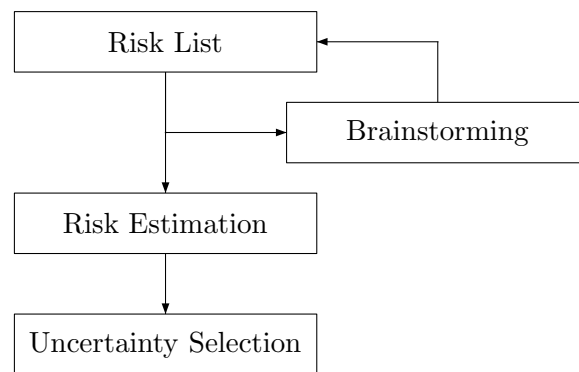 Risk List
Brainstorming
Risk Estimation
Uncertainty Selection